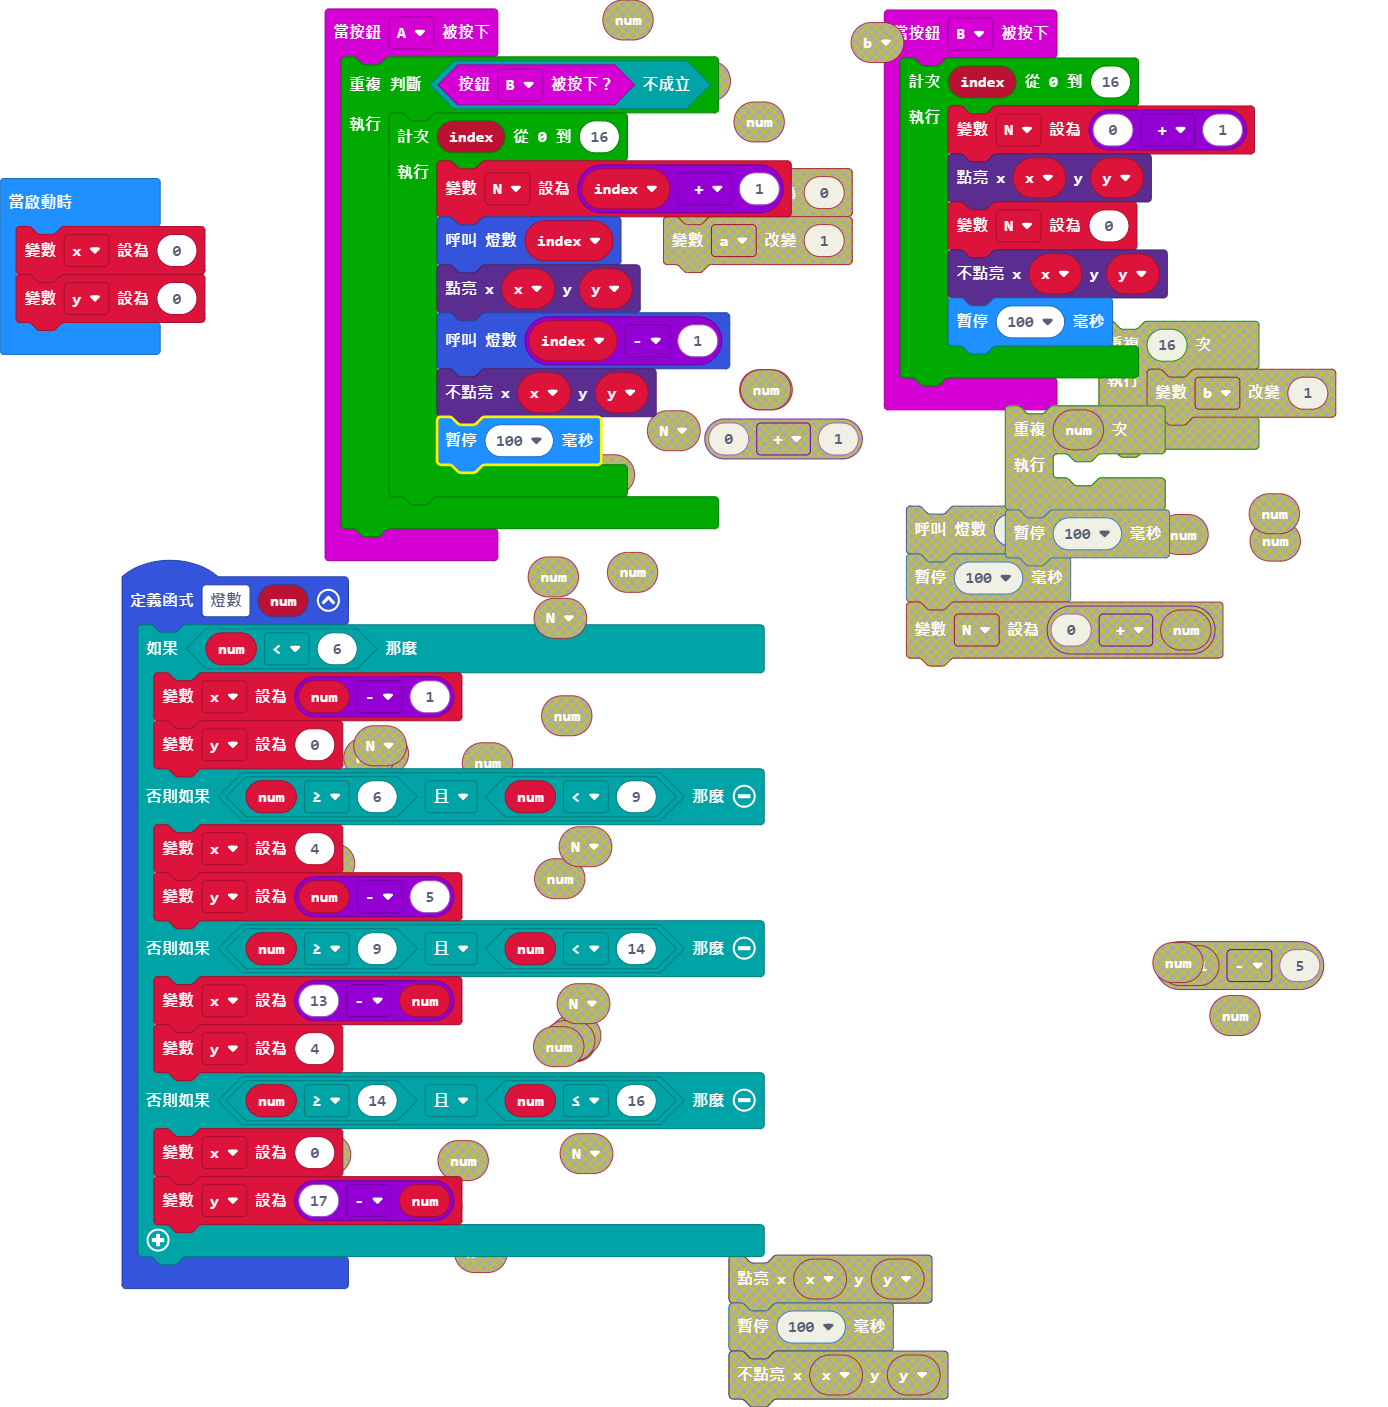 當啟動時
變數 x 設為 0
變數 y 設為 0
當按鈕 A 被按下
重複 判斷 按鈕 B 被按下？ 不成立
執行
計次 index 從 0 到 16
執行
變數 N 設為 index + 1
呼叫 燈數 index
點亮 x x y y
呼叫 燈數 index - 1
不點亮 x x y y
暫停 100 毫秒
num
num
0
變數 a 改變 1
num
N
0 + 1
b
當按鈕 B 被按下
計次 index 從 0 到 16
執行
變數 N 設為 0 + 1
點亮 x x y y
變數 N 設為 0
不點亮 x x y y
暫停 100 毫秒
重複 16 次
執行
變數 b 改變 1
重複 num 次
執行
暫停 100 毫秒
呼叫 燈數
num
num
num
暫停 100 毫秒
變數 N 設為 0 + num
num
num
N
定義函式 燈數 num
如果 num < 6 那麼
變數 x 設為 num - 1
變數 y 設為 0
N
num
num
否則如果 num ≥ 6 且 num < 9 那麼
變數 x 設為 4
變數 y 設為 num - 5
N
num
否則如果 num ≥ 9 且 num < 14 那麼
變數 x 設為 13 - num
變數 y 設為 4
N
num
否則如果 num ≥ 14 且 num ≤ 16 那麼
變數 x 設為 0
變數 y 設為 17 - num
num
N
num - 5
num
點亮 x x y y
暫停 100 毫秒
不點亮 x x y y